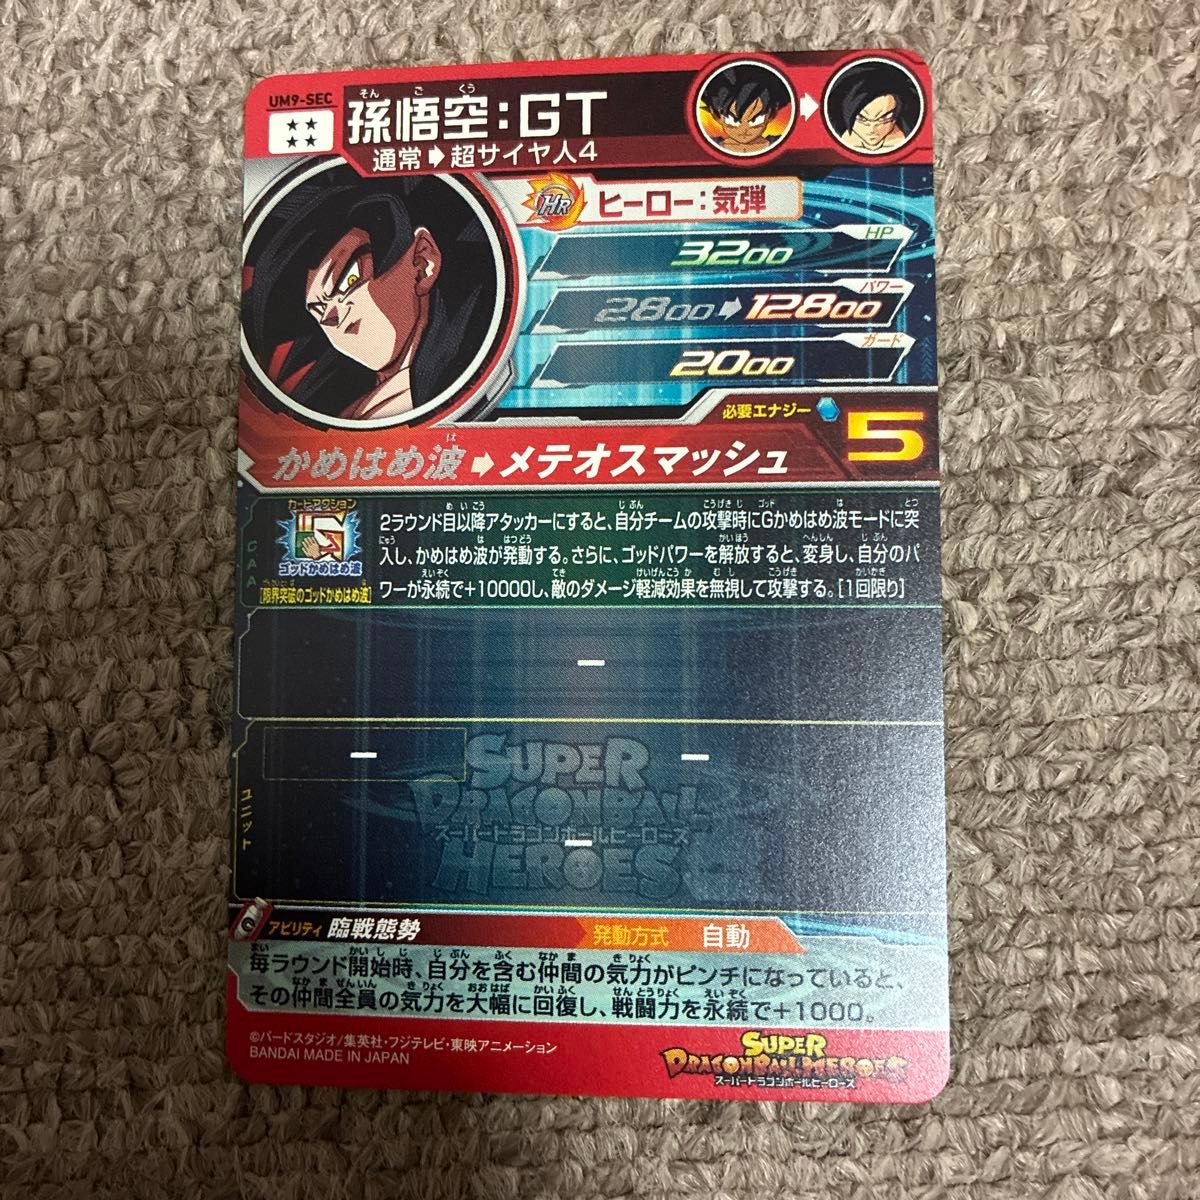 UM9-SEC
★★
★★
孫悟空:GT
そんごくう
通常➡超サイヤ人4
HR ヒーロー:気弾
HP
3200
パワー
2800➡12800
ガード
2000
必要エナジー 5
かめはめ波➡メテオスマッシュ
は
カードアクション
ゴッドかめはめ波
[限界突破のゴッドかめはめ波]
CAA
2ラウンド目以降アタッカーにすると、自分チームの攻撃時にGかめはめ波モードに突
入し、かめはめ波が発動する。さらに、ゴッドパワーを解放すると、変身し、自分のパ
ワーが永続で+10000し、敵のダメージ軽減効果を無視して攻撃する。[1回限り]
ー
ユニット
ー ー
ー
SUPER
DRAGONBALL
スーパードラゴンボールヒーローズ
HEROES
アビリティ 臨戦態勢 発動方式 自動
毎ラウンド開始時、自分を含む仲間の気力がピンチになっていると、
その仲間全員の気力を大幅に回復し、戦闘力を永続で+1000。
©バードスタジオ/集英社・フジテレビ・東映アニメーション
BANDAI MADE IN JAPAN
SUPER
DRAGONBALL HEROES
スーパードラゴンボールヒーローズ